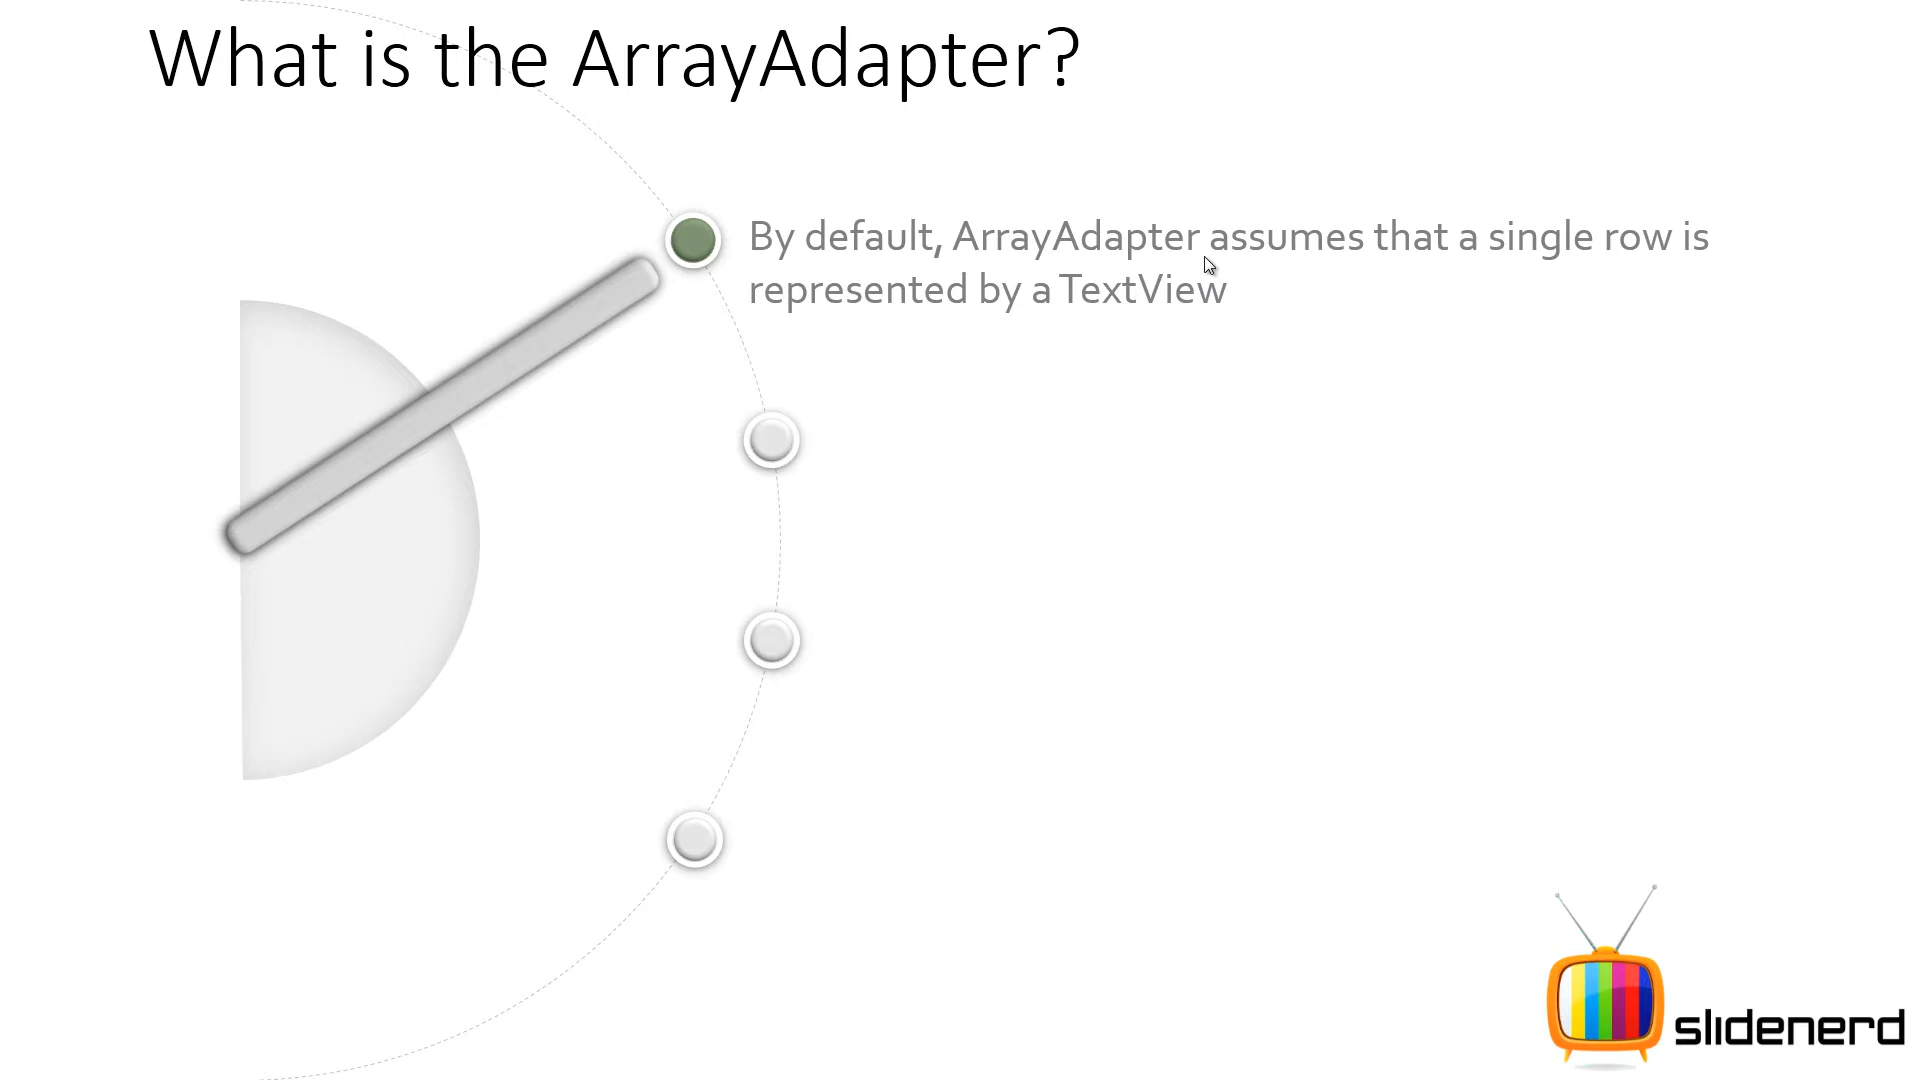 What is the ArrayAdapter?
By default, ArrayAdapter assumes that a single row is
represented by a TextView
slidenerd